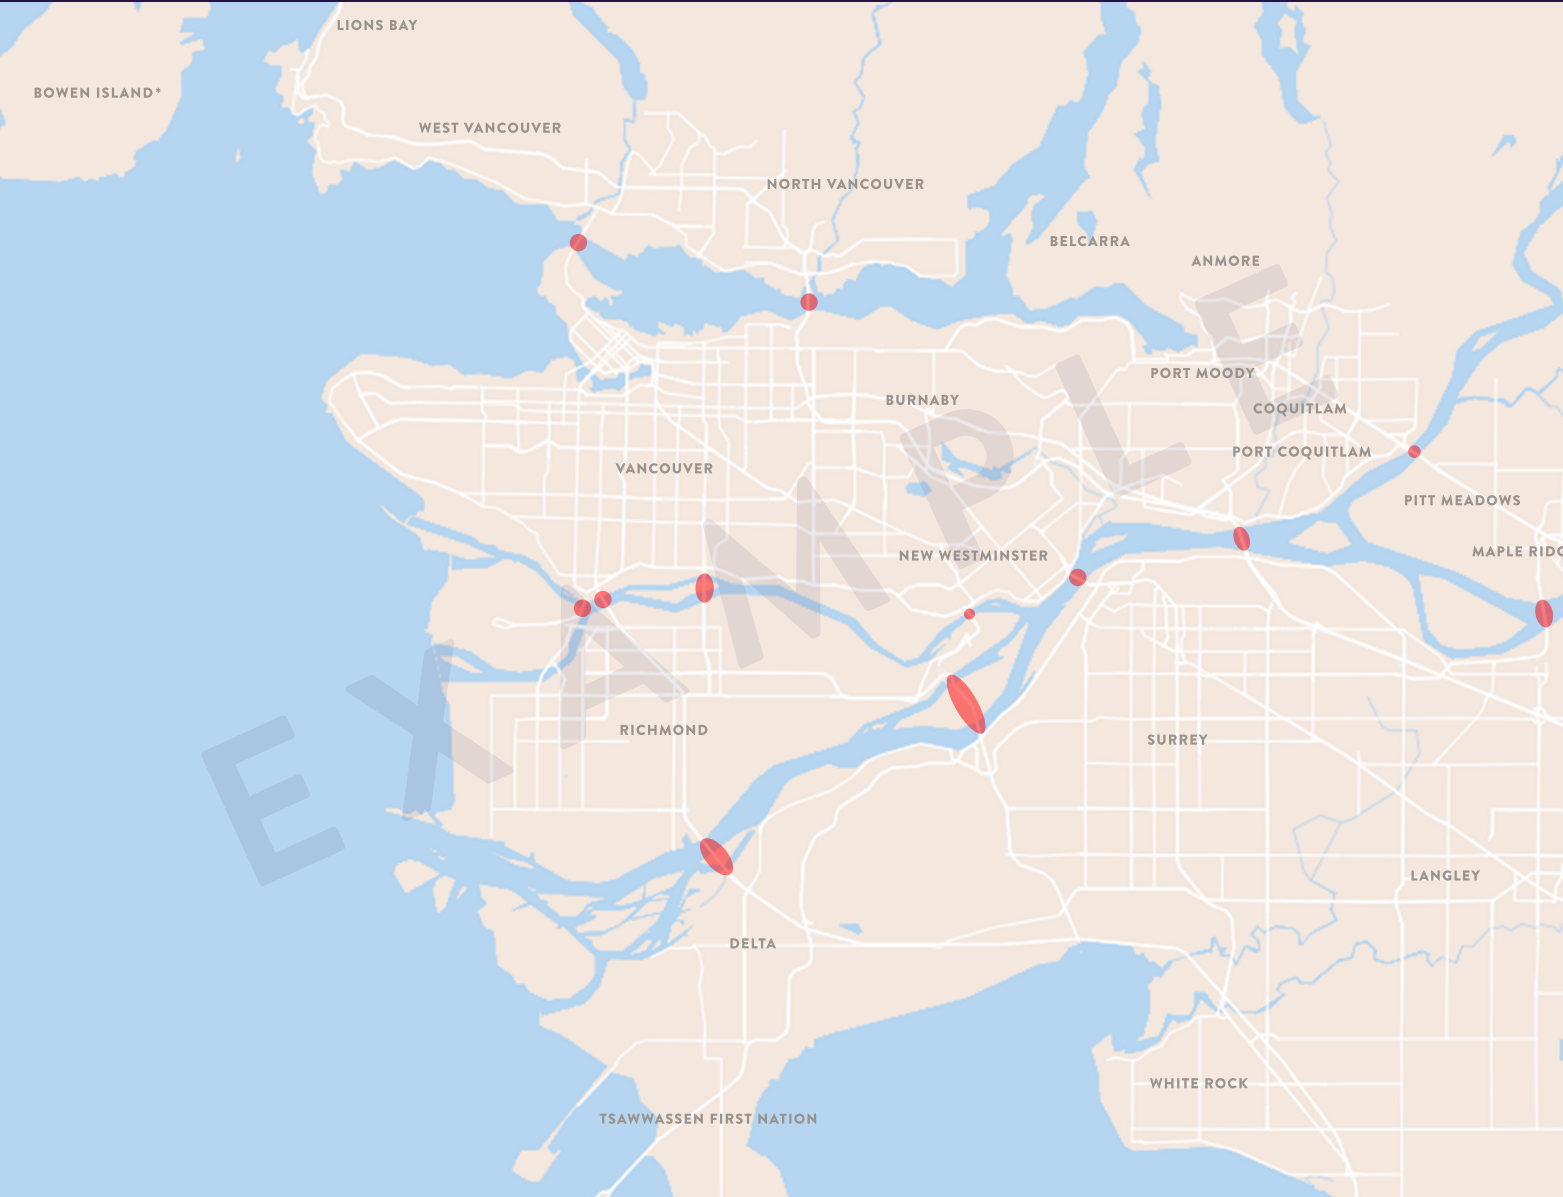 LIONS BAY
BOWEN ISLAND*
WEST VANCOUVER
NORTH VANCOUVER
BELCARRA
ANMORE
PORT MOODY
BURNABY
COQUITLAM
PORT COQUITLAM
VANCOUVER
PITT MEADOWS
NEW WESTMINSTER
MAPLE RIDG
EXAMPLE
RICHMOND
SURREY
LANGLEY
DELTA
WHITE ROCK
TSAWWASSEN FIRST NATION